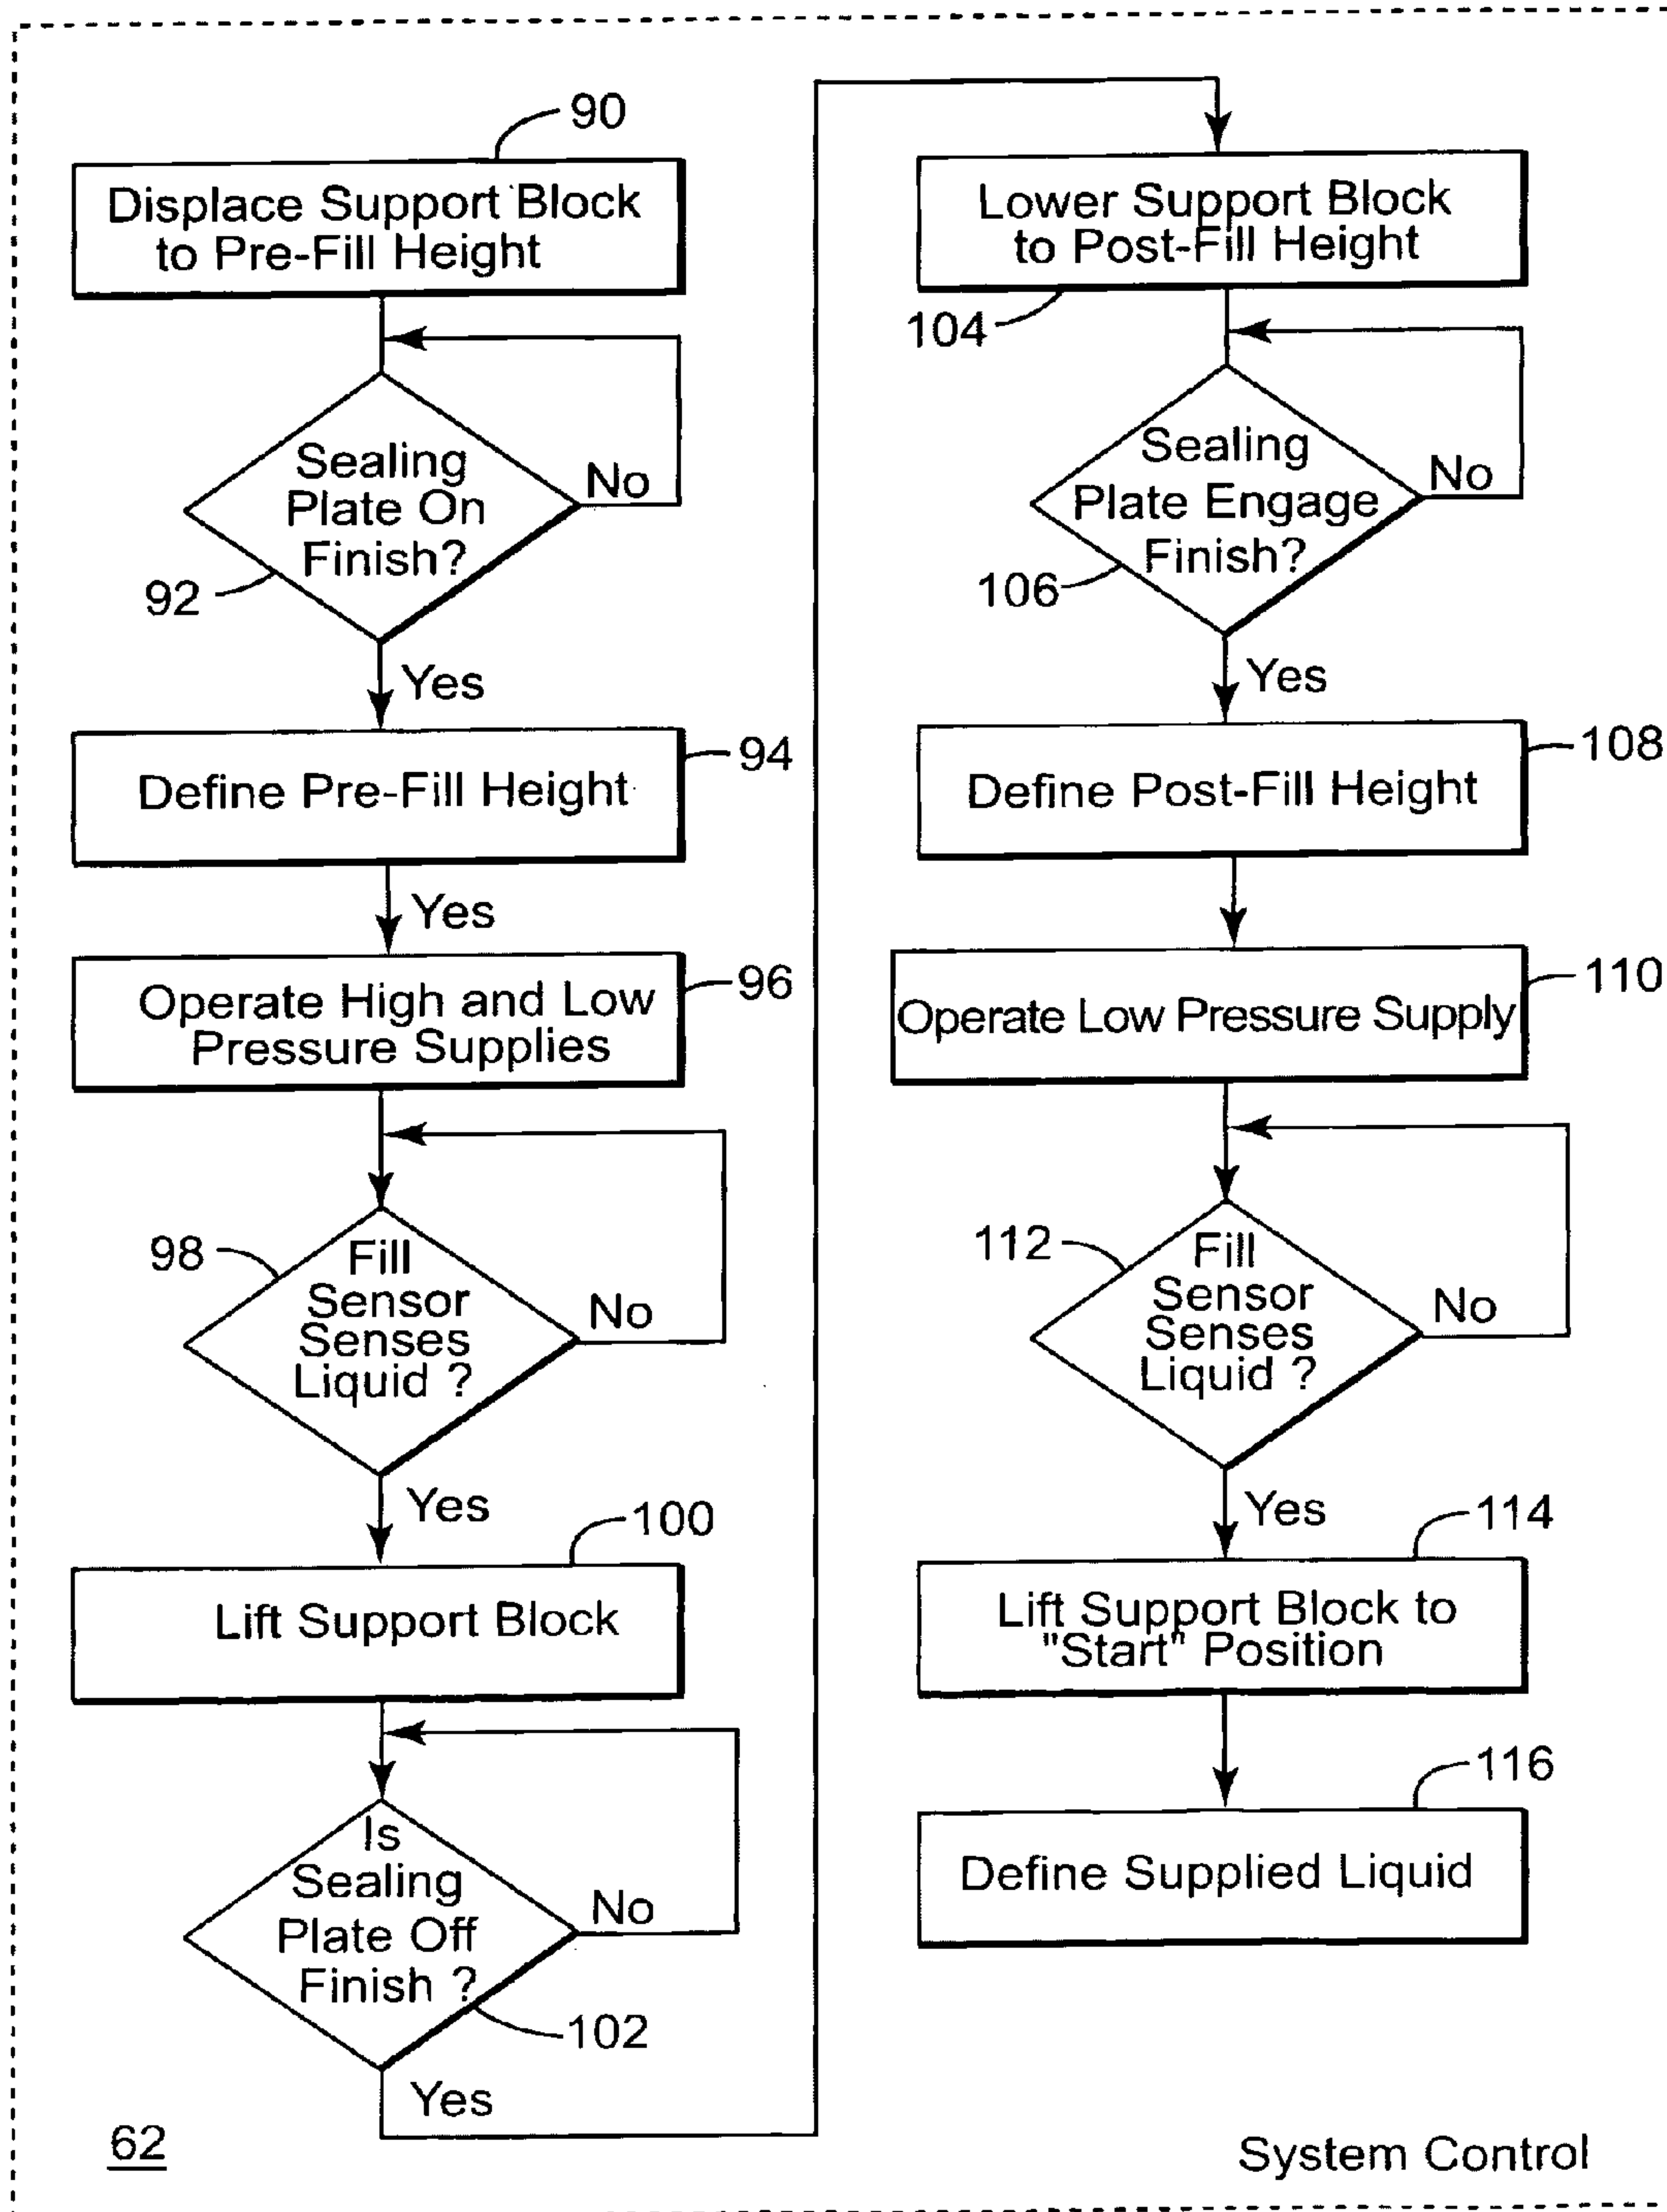 90
Displace Support Block
to Pre-Fill Height
Sealing
Plate On
Finish?
No
92
Yes
Define Pre-Fill Height
94
Yes
Operate High and Low
Pressure Supplies
96
98
Fill
Sensor
Senses
Liquid ?
No
Yes
100
Lift Support Block
Is
Sealing
Plate Off
Finish ?
No
102
Yes
62
Lower Support Block
to Post-Fill Height
104
Sealing
Plate Engage
Finish?
No
106
Yes
Define Post-Fill Height
108
Operate Low Pressure Supply
110
112
Fill
Sensor
Senses
Liquid ?
No
Yes
114
Lift Support Block to
"Start" Position
116
Define Supplied Liquid
System Control